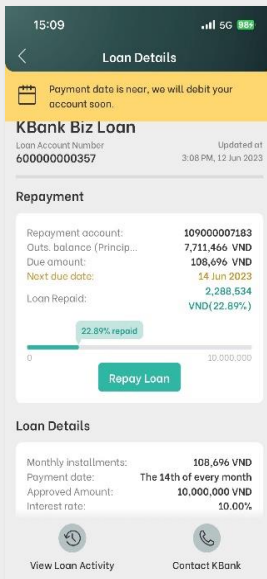 15:09
5G 98+
Loan Details
Payment date is near, we will debit your
account soon.
KBank Biz Loan
Loan Account Number
Updated at
600000000357
3:08 PM, 12 Jun 2023
Repayment
Repayment account: 109000007183
Outs. balance (Princip... 7,711,466 VND
Due amount: 108,696 VND
Next due date: 14 Jun 2023
Loan Repaid: 2,288,534
VND(22.89%)
22.89% repaid
0 10,000,000
Repay Loan
Loan Details
Monthly installments: 108,696 VND
Payment date: The 14th of every month
Approved Amount: 10,000,000 VND
Interest rate: 10.00%
View Loan Activity
Contact KBank